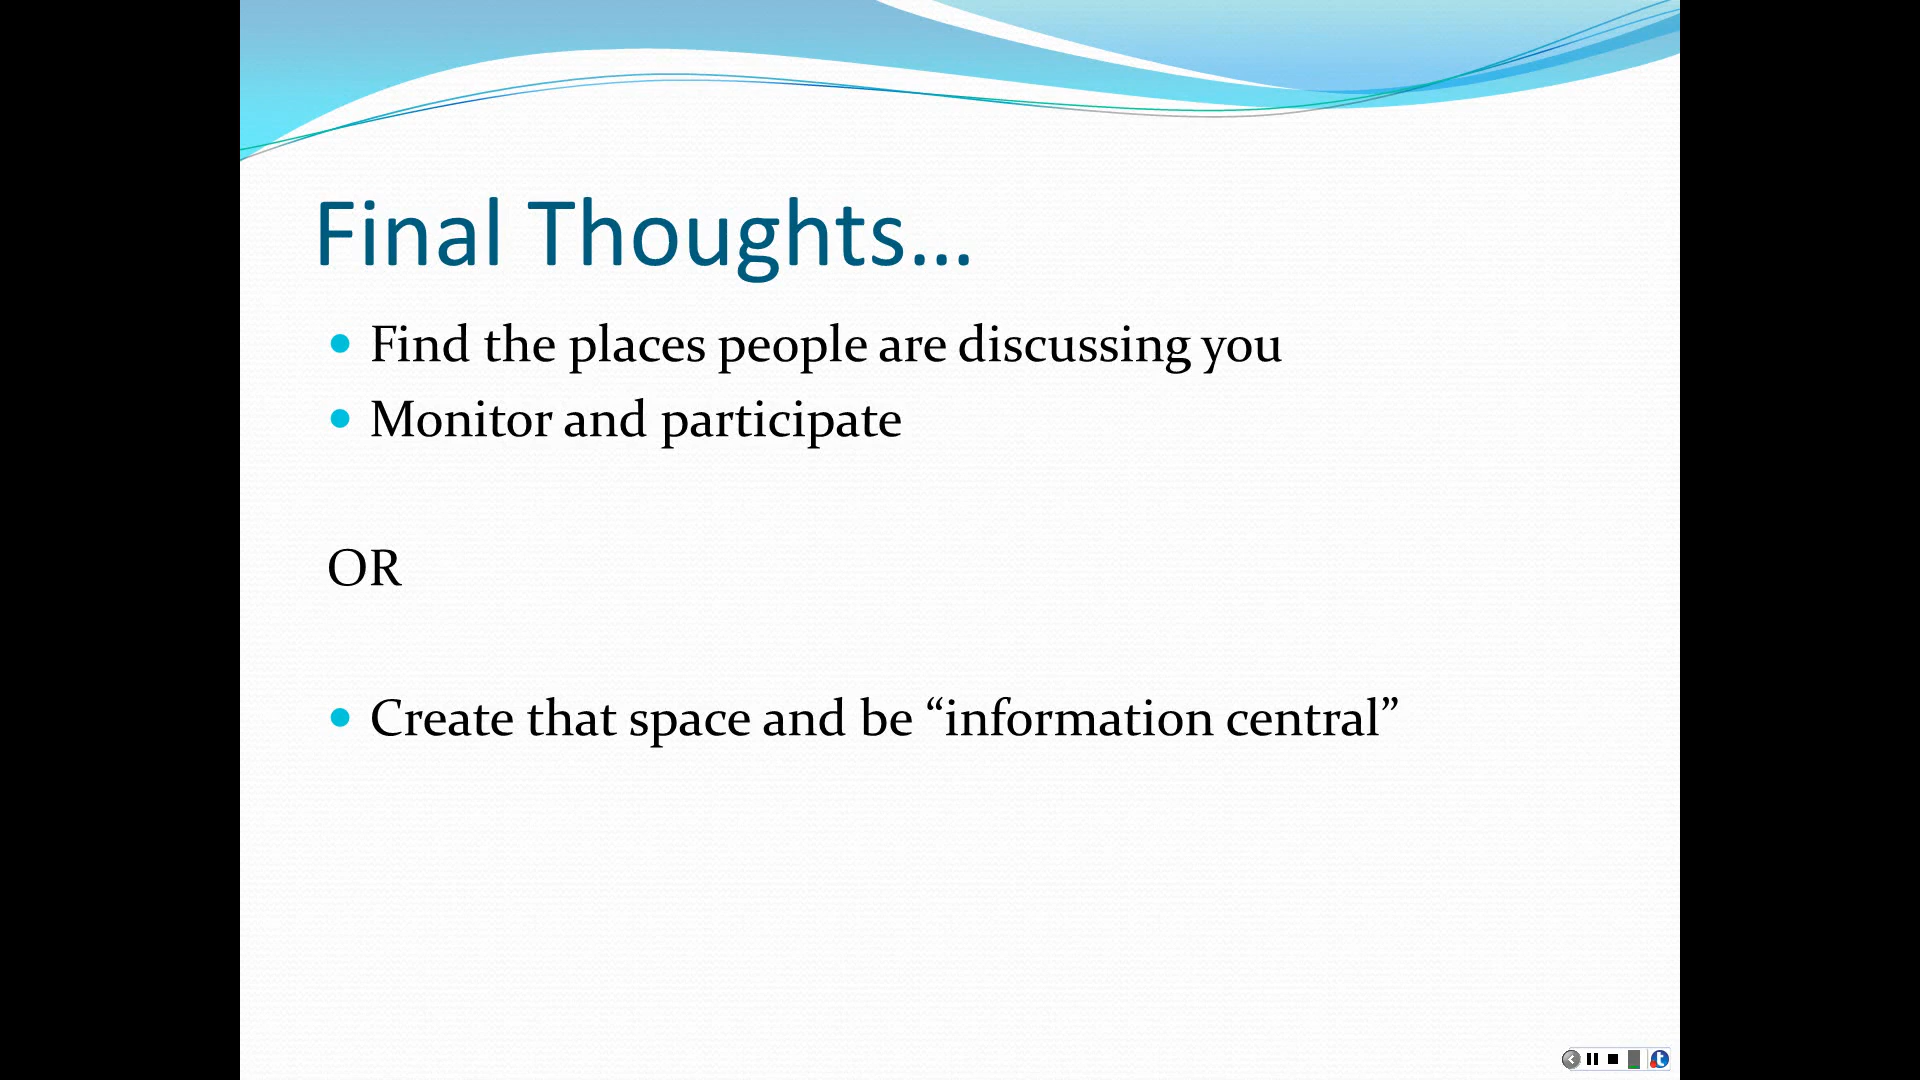 Final Thoughts…
• Find the places people are discussing you
• Monitor and participate
OR
• Create that space and be “information central”